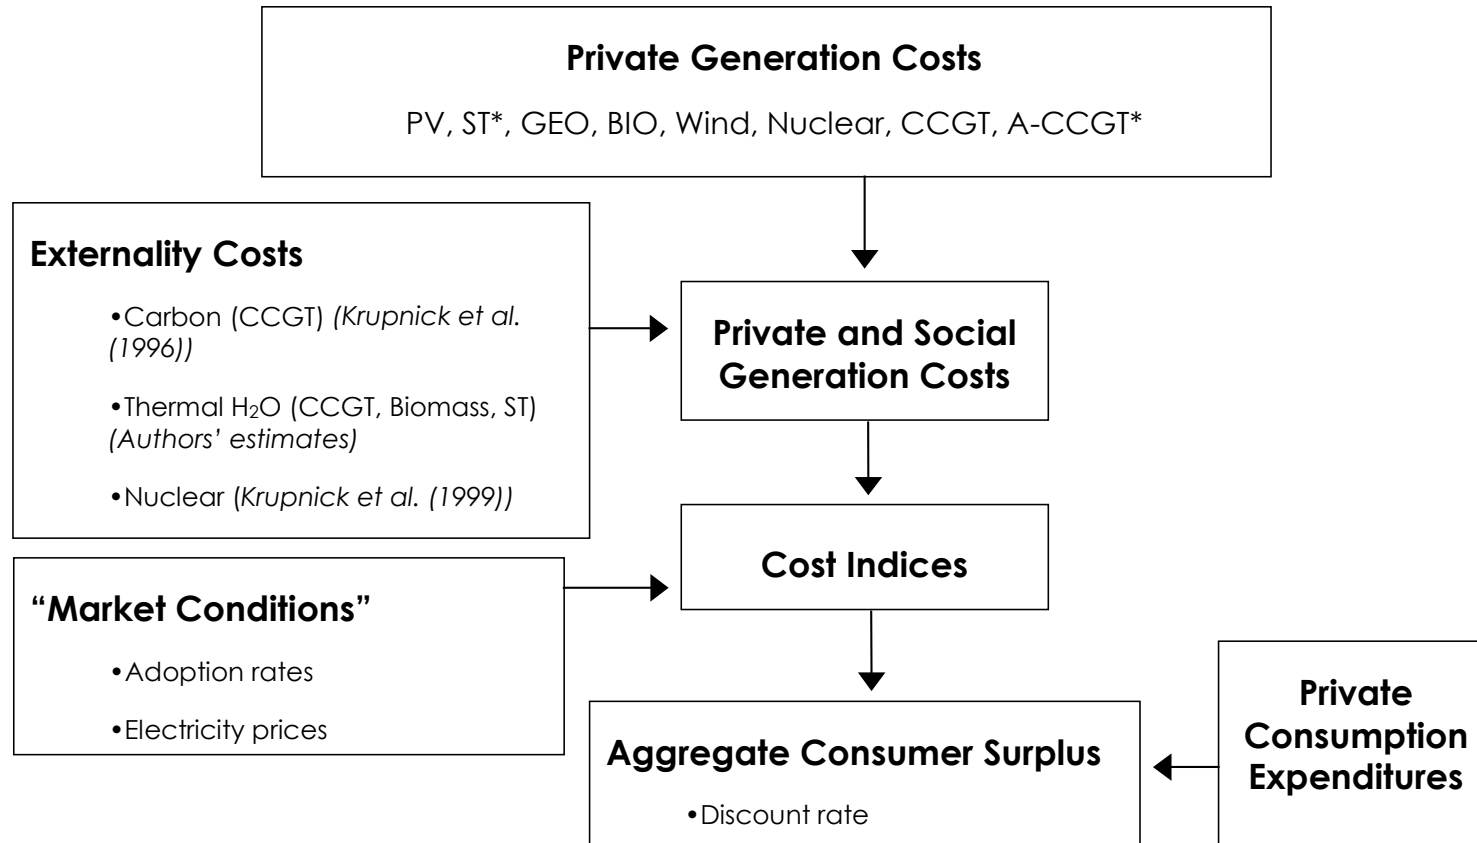 Private Generation Costs
PV, ST*, GEO, BIO, Wind, Nuclear, CCGT, A-CCGT*
Externality Costs
•Carbon (CCGT) (Krupnick et al.
(1996))
•Thermal H₂O (CCGT, Biomass, ST)
(Authors’ estimates)
•Nuclear (Krupnick et al. (1999))
Private and Social
Generation Costs
Cost Indices
“Market Conditions”
•Adoption rates
•Electricity prices
Aggregate Consumer Surplus
•Discount rate
Private
Consumption
Expenditures